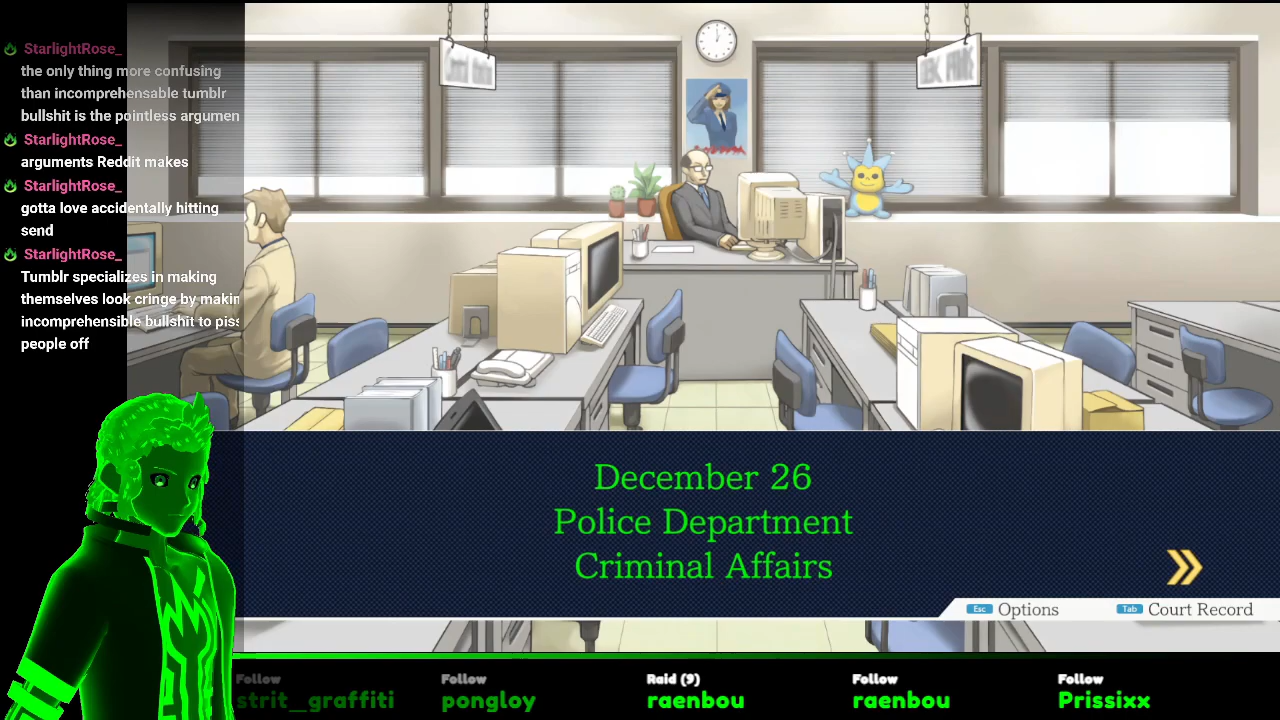 StarlightRose_
the only thing more confusing
than incomprehensable tumblr
bullshit is the pointless argumen
StarlightRose_
arguments Reddit makes
StarlightRose_
gotta love accidentally hitting
send
StarlightRose_
Tumblr specializes in making
themselves look cringe by makin
incomprehensible bullshit to piss
people off
December 26
Police Department
Criminal Affairs
Esc Options
Tab Court Record
Follow
strit_graffiti
Follow
pongloy
Raid (9)
raenbou
Follow
raenbou
Follow
Prissixx